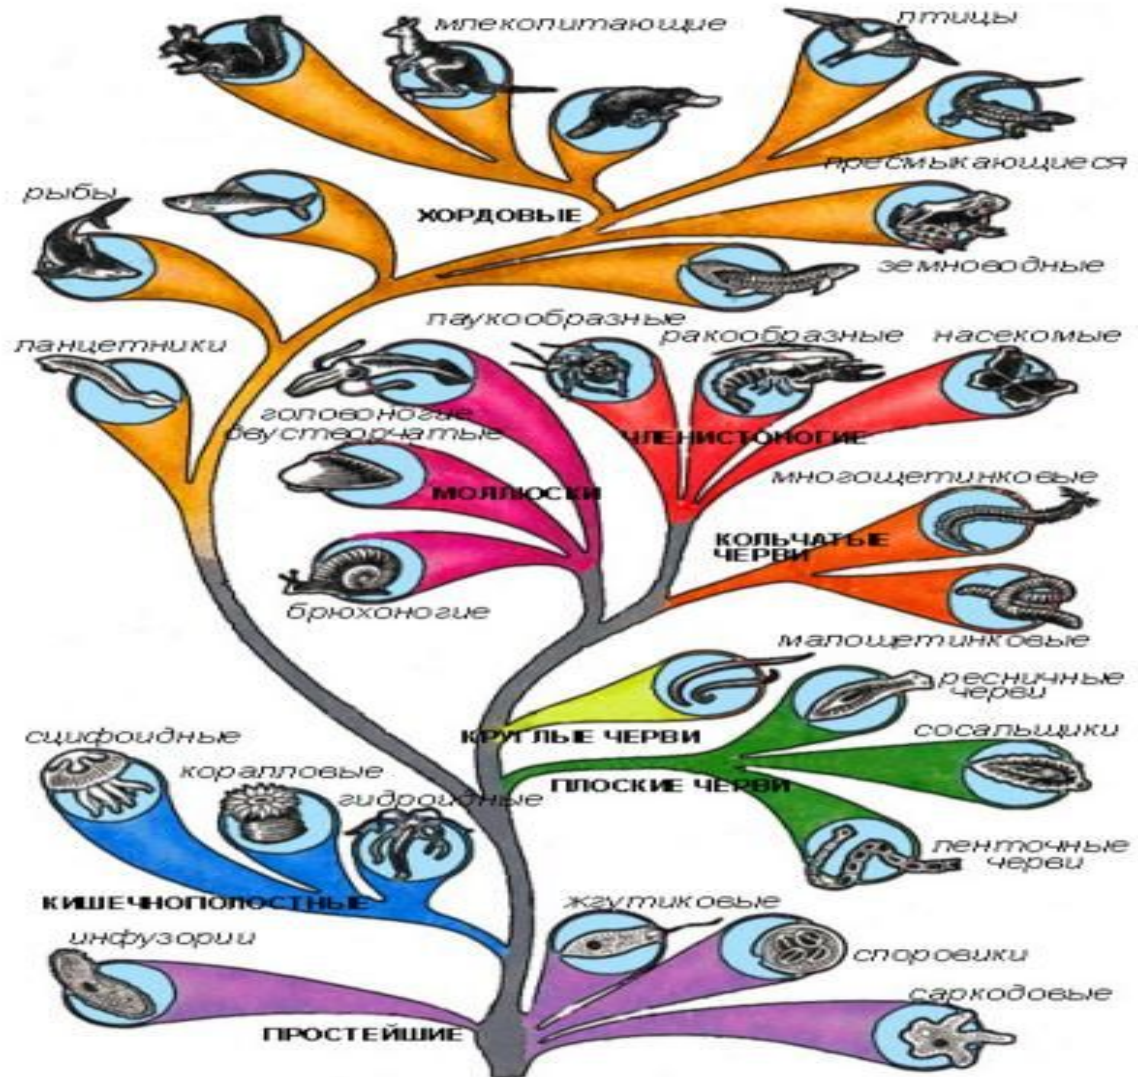 млекопитающие
птицы
пресмыкающиеся
рыбы
ХОРДОВЫЕ
земноводные
паукообразные
ракообразные
насекомые
ланцетники
головоногие
двустворчатые
ЧЛЕНИСТОНОГИЕ
многощетинковые
МОЛЛЮСКИ
КОЛЬЧАТЫЕ
ЧЕРВИ
брюхоногие
малощетинковые
ресничные
черви
КРУГЛЫЕ ЧЕРВИ
сосальщики
сцифоидные
коралловые
гидроидные
ПЛОСКИЕ ЧЕРВИ
ленточные
черви
КИШЕЧНОПОЛОСТНЫЕ
жгутиковые
инфузории
споровики
саркодовые
ПРОСТЕЙШИЕ